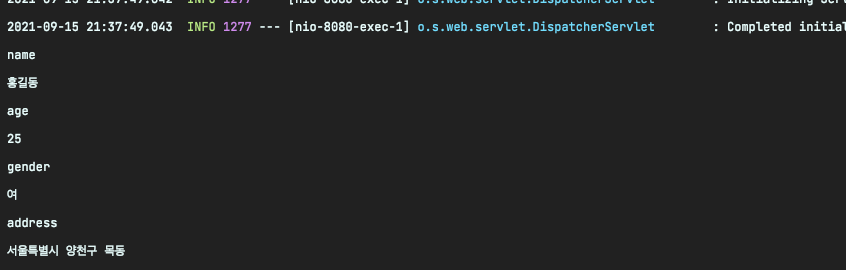 2021-09-15 21:37:49.042 INFO 1277 --- [nio-8080-exec-1] o.s.web.servlet.DispatcherServlet : Initializing Serv
2021-09-15 21:37:49.043 INFO 1277 --- [nio-8080-exec-1] o.s.web.servlet.DispatcherServlet : Completed initial
name
홍길동
age
25
gender
여
address
서울특별시 양천구 목동